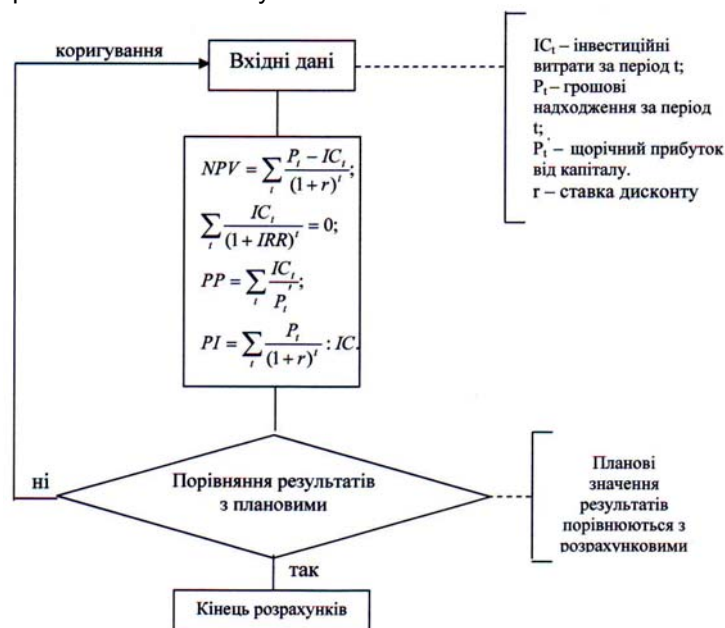 коригування
Вхідні дані
ICₜ – інвестиційні
витрати за період t;
Pₜ – грошові
надходження за період
t;
Pₜ' – щорічний прибуток
від капіталу.
r – ставка дисконту
NPV = ∑ₜ (Pₜ − ICₜ)/(1 + r)ᵗ;
∑ₜ ICₜ/(1 + IRR)ᵗ = 0;
PP = ∑ₜ ICₜ/Pₜ';
PI = ∑ₜ Pₜ/(1 + r)ᵗ : IC.
ні
Порівняння результатів
з плановими
Планові
значення
результатів
порівнюються з
розрахунковими
так
Кінець розрахунків